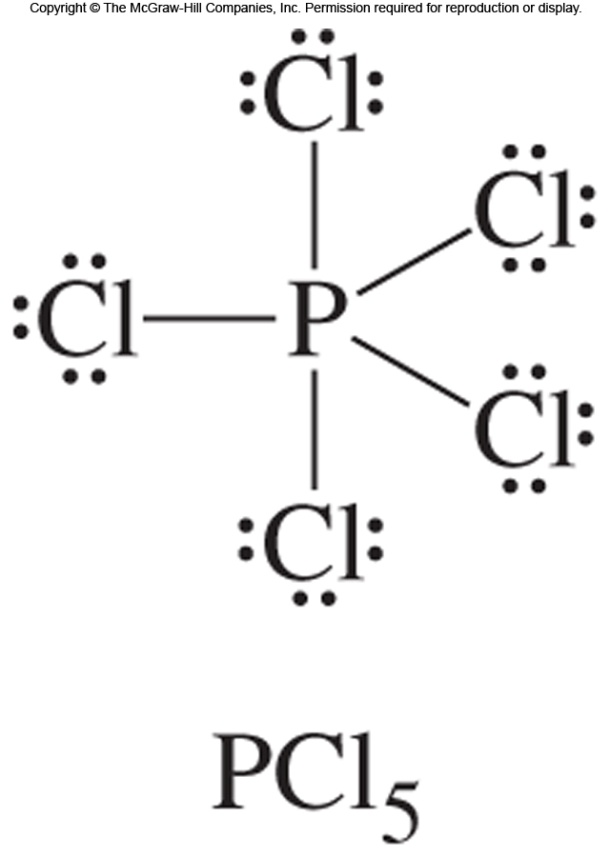 Copyright © The McGraw-Hill Companies, Inc. Permission required for reproduction or display.
Cl
Cl
Cl P
Cl
Cl
PCl5